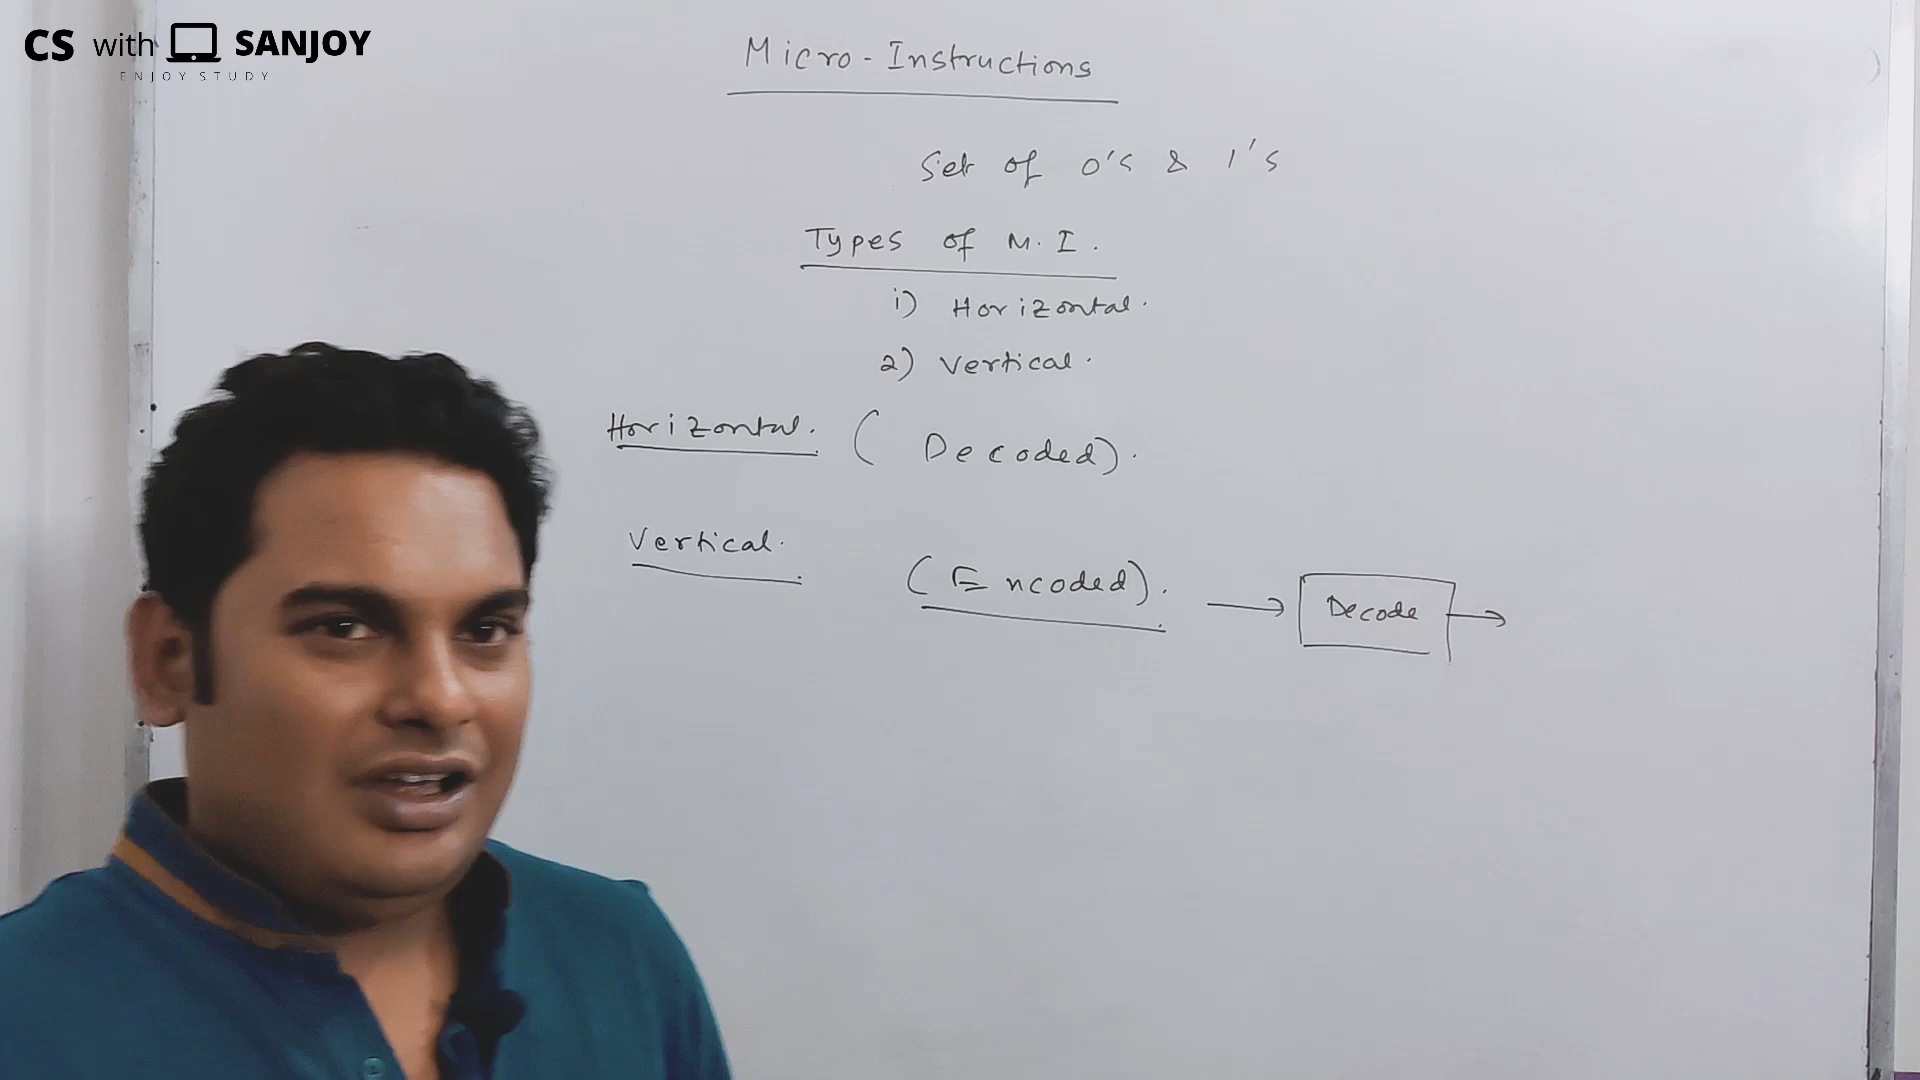 CS with SANJOY
ENJOY STUDY
Micro-Instructions
Set of 0's & 1's
Types of M.I.
i) Horizontal.
2) Vertical.
Horizontal. (Decoded).
Vertical. (Encoded). → Decode →